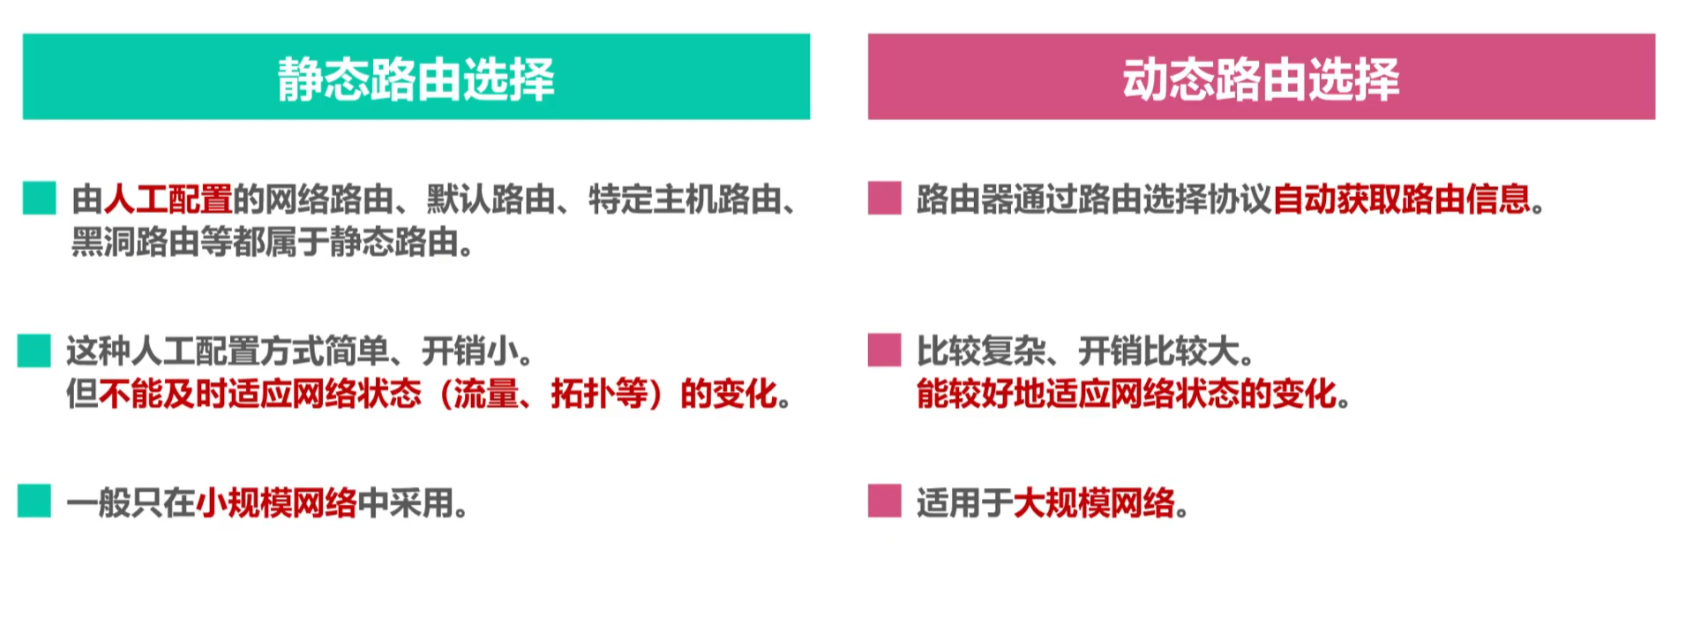 静态路由选择
由人工配置的网络路由、默认路由、特定主机路由、
黑洞路由等都属于静态路由。
这种人工配置方式简单、开销小。
但不能及时适应网络状态（流量、拓扑等）的变化。
一般只在小规模网络中采用。
动态路由选择
路由器通过路由选择协议自动获取路由信息。
比较复杂、开销比较大。
能较好地适应网络状态的变化。
适用于大规模网络。